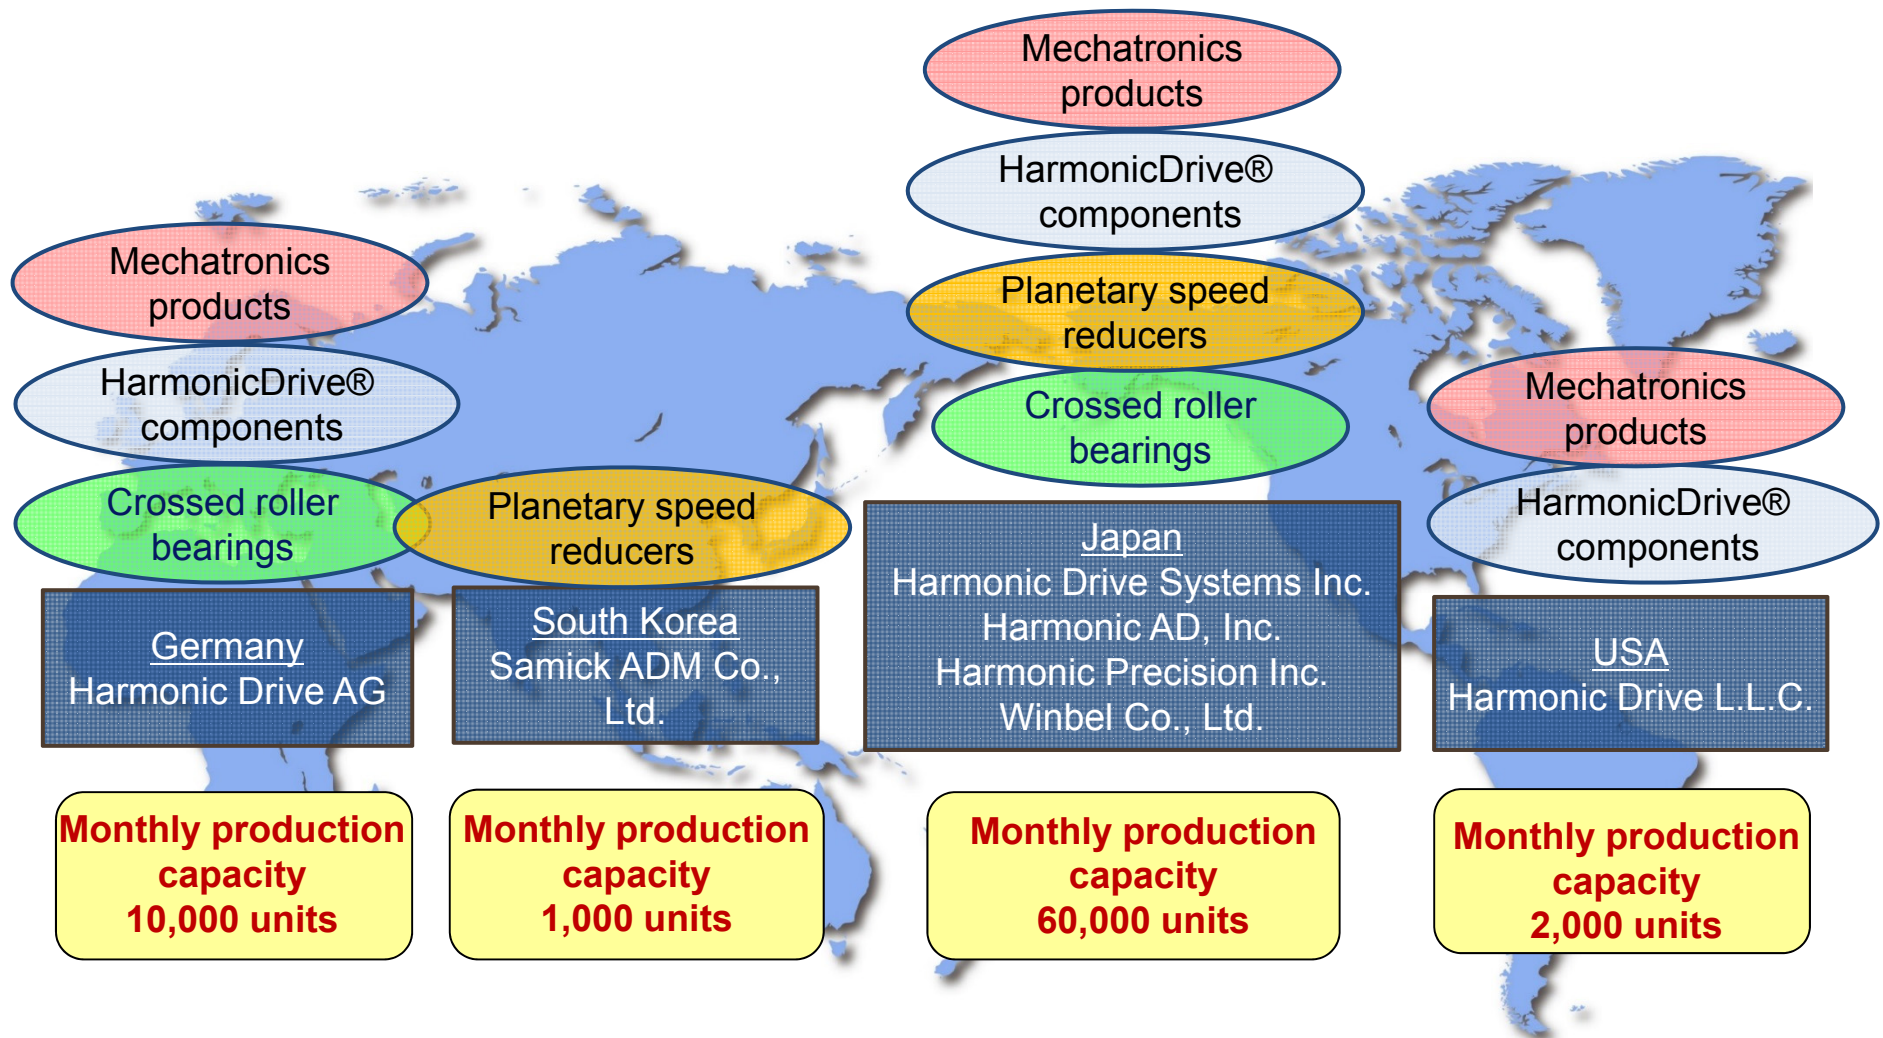 Mechatronics
products
HarmonicDrive®
components
Crossed roller
bearings
Germany
Harmonic Drive AG
Monthly production
capacity
10,000 units
Planetary speed
reducers
South Korea
Samick ADM Co.,
Ltd.
Monthly production
capacity
1,000 units
Mechatronics
products
HarmonicDrive®
components
Planetary speed
reducers
Crossed roller
bearings
Japan
Harmonic Drive Systems Inc.
Harmonic AD, Inc.
Harmonic Precision Inc.
Winbel Co., Ltd.
Monthly production
capacity
60,000 units
Mechatronics
products
HarmonicDrive®
components
USA
Harmonic Drive L.L.C.
Monthly production
capacity
2,000 units